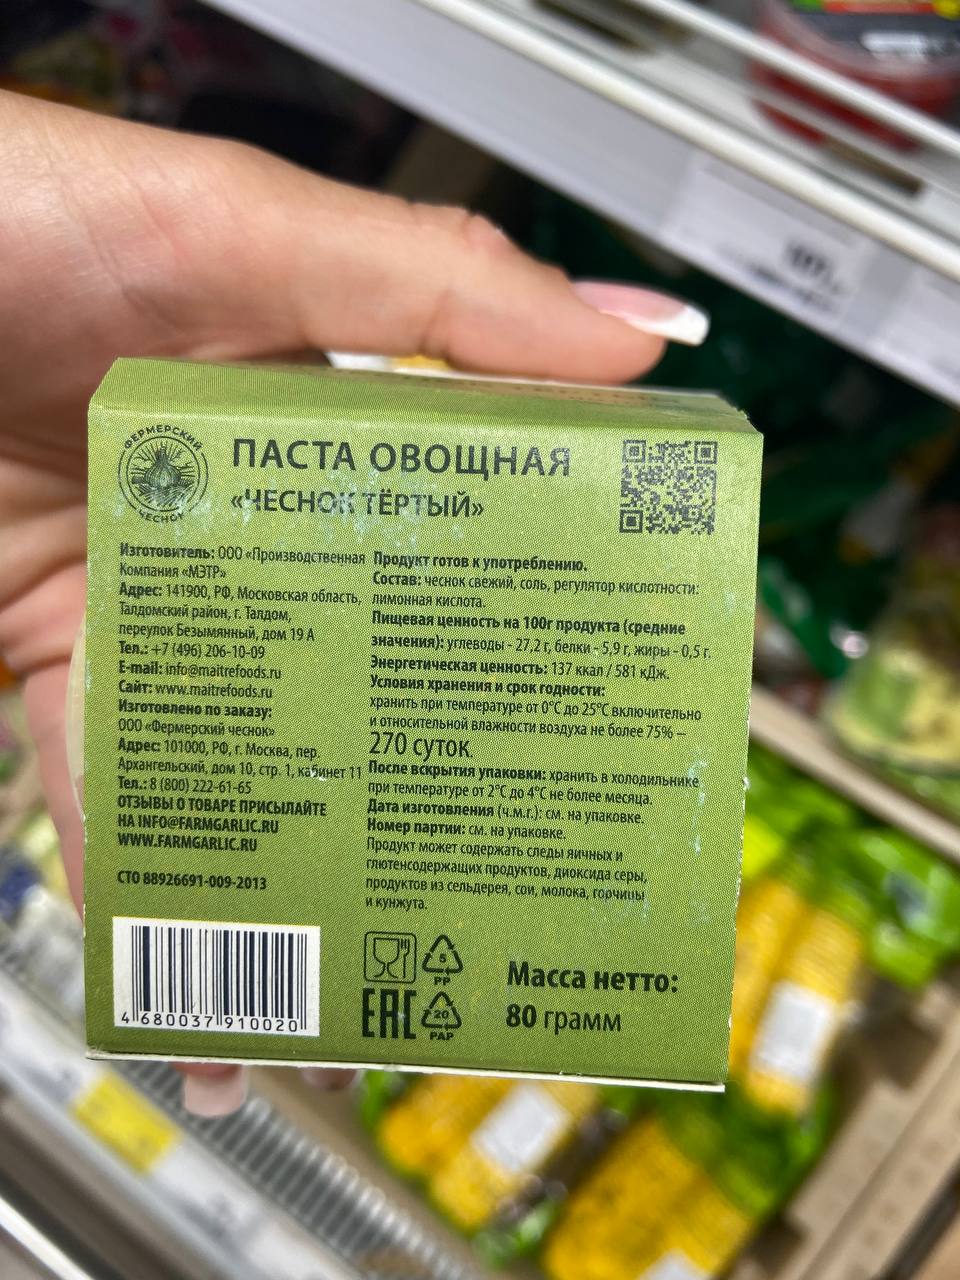 ФЕРМЕРСКИЙ
ЧЕСНОК
ПАСТА ОВОЩНАЯ
«ЧЕСНОК ТЁРТЫЙ»
Изготовитель: ООО «Производственная
Компания «МЭТР»
Адрес: 141900, РФ, Московская область,
Талдомский район, г. Талдом,
переулок Безымянный, дом 19 А
Тел.: +7 (496) 206-10-09
E-mail: info@maitrefoods.ru
Сайт: www.maitrefoods.ru
Изготовлено по заказу:
ООО «Фермерский чеснок»
Адрес: 101000, РФ, г. Москва, пер.
Архангельский, дом 10, стр. 1, кабинет 11
Тел.: 8 (800) 222-61-65
ОТЗЫВЫ О ТОВАРЕ ПРИСЫЛАЙТЕ
НА INFO@FARMGARLIC.RU
WWW.FARMGARLIC.RU
СТО 88926691-009-2013
4 680037 910020
Продукт готов к употреблению.
Состав: чеснок свежий, соль, регулятор кислотности:
лимонная кислота.
Пищевая ценность на 100г продукта (средние
значения): углеводы - 27,2 г, белки - 5,9 г, жиры - 0,5 г.
Энергетическая ценность: 137 ккал / 581 кДж.
Условия хранения и срок годности:
хранить при температуре от 0°С до 25°С включительно
и относительной влажности воздуха не более 75% –
270 суток
После вскрытия упаковки: хранить в холодильнике
при температуре от 2°С до 4°С не более месяца.
Дата изготовления (ч.м.г.): см. на упаковке.
Номер партии: см. на упаковке.
Продукт может содержать следы яичных и
глютенсодержащих продуктов, диоксида серы,
продуктов из сельдерея, сои, молока, горчицы
и кунжута.
5
PP
EAC
20
PAP
Масса нетто:
80 грамм